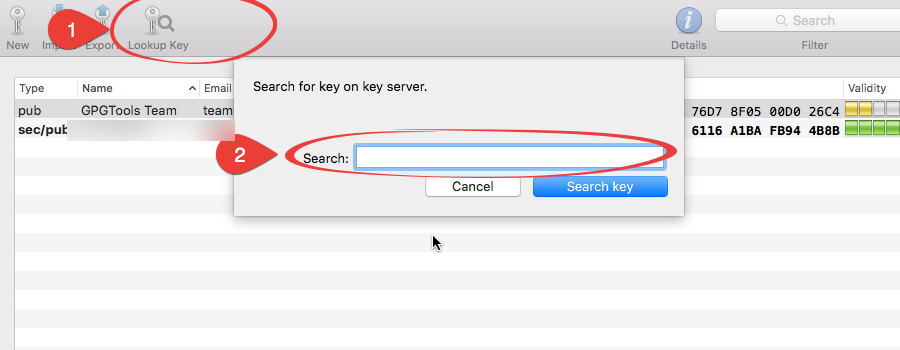 1
New Import Export Lookup Key Details Search
Filter
Search for key on key server.
Type Name Email Validity
pub GPGTools Team team 76D7 8F05 00D0 26C4
sec/pub 6116 A1BA FB94 4B8B
2 Search:
Cancel Search key